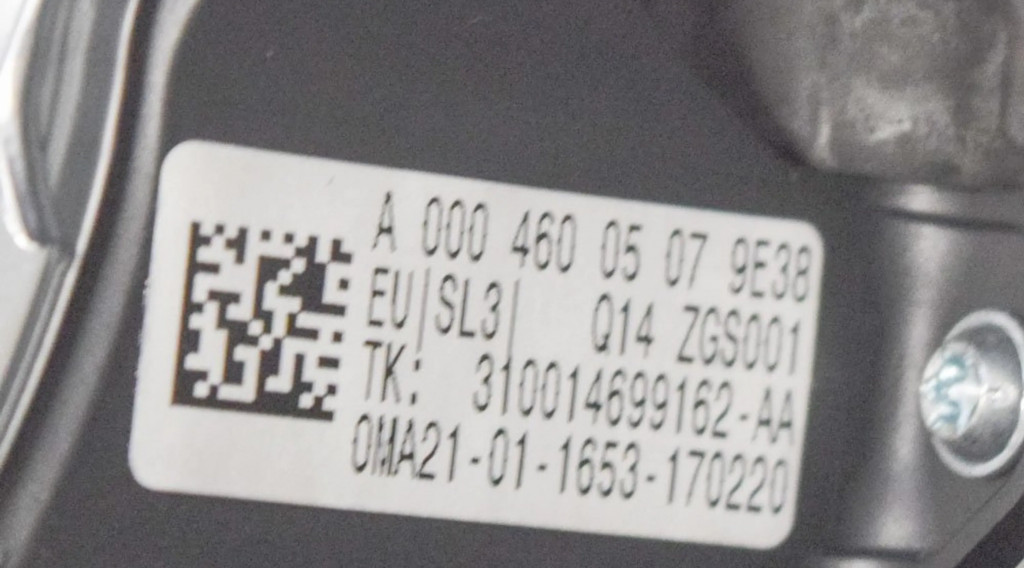 A 000 460 05 07 9E38
EU|SL3| Q14 ZGS001
TK: 310014699162-AA
OMA21-01-1653-170220